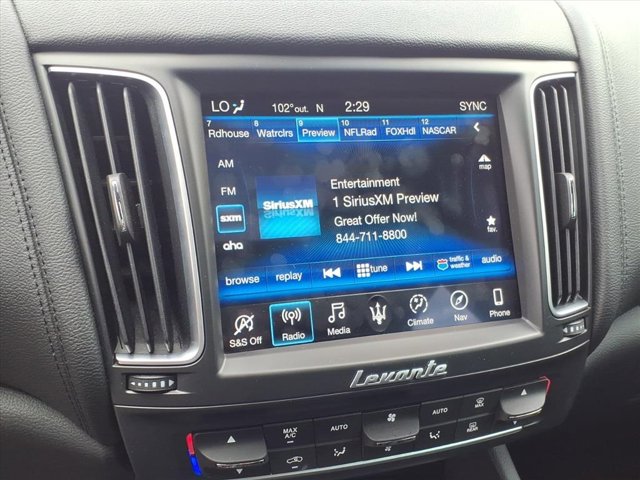 LO 102°out. N 2:29 SYNC
7 8 9 10 11 12
Rdhouse Watrclrs Preview NFLRad FOXHdl NASCAR
AM
map
Entertainment
FM
1 SiriusXM Preview
SiriusXM
sxm
Great Offer Now!
fav.
844-711-8800
aha
browse replay tune traffic & weather audio
S&S Off Radio Media Climate Nav Phone
Levante
MAX A/C AUTO AUTO MAX
REAR